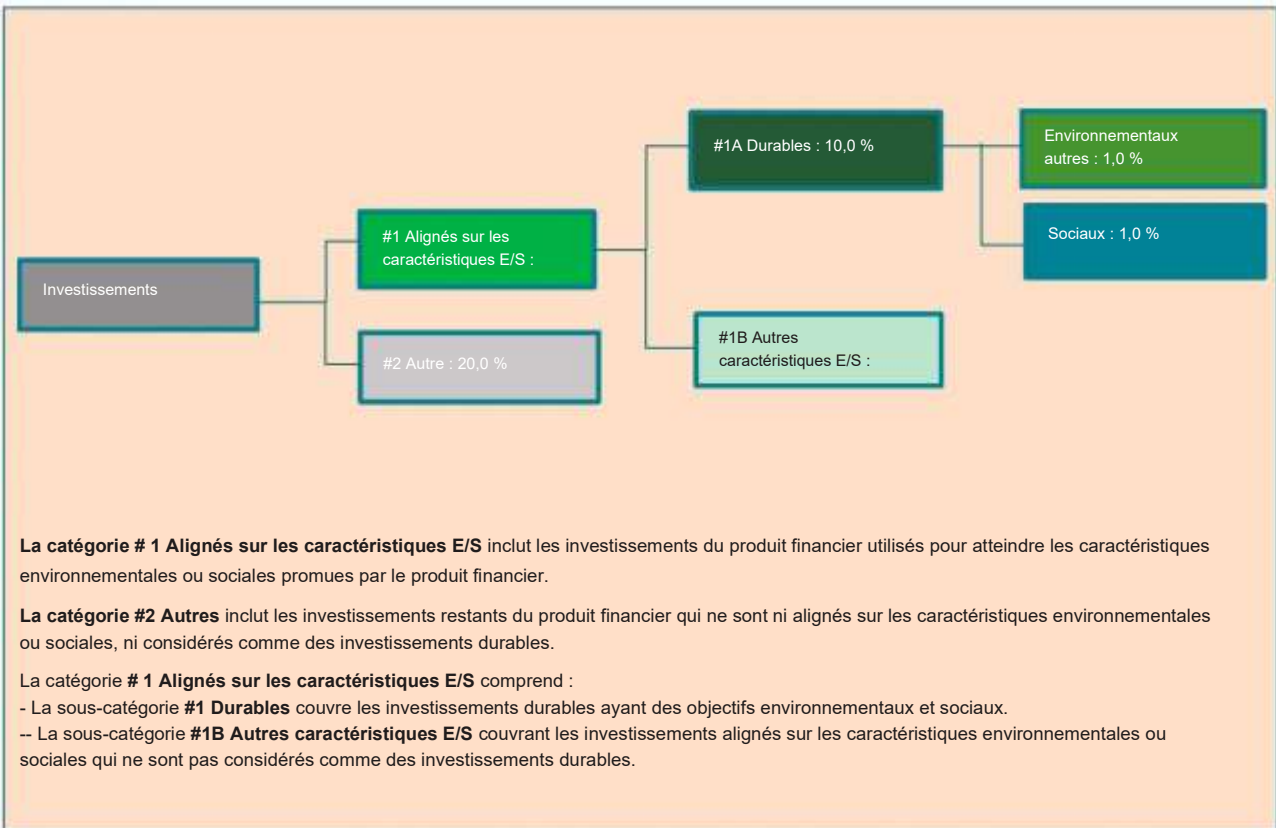 #1A Durables : 10,0 %
Environnementaux
autres : 1,0 %
#1 Alignés sur les
caractéristiques E/S :
Sociaux : 1,0 %
Investissements
#2 Autre : 20,0 %
#1B Autres
caractéristiques E/S :
La catégorie # 1 Alignés sur les caractéristiques E/S inclut les investissements du produit financier utilisés pour atteindre les caractéristiques
environnementales ou sociales promues par le produit financier.
La catégorie #2 Autres inclut les investissements restants du produit financier qui ne sont ni alignés sur les caractéristiques environnementales
ou sociales, ni considérés comme des investissements durables.
La catégorie # 1 Alignés sur les caractéristiques E/S comprend :
- La sous-catégorie #1 Durables couvre les investissements durables ayant des objectifs environnementaux et sociaux.
-- La sous-catégorie #1B Autres caractéristiques E/S couvrant les investissements alignés sur les caractéristiques environnementales ou
sociales qui ne sont pas considérés comme des investissements durables.